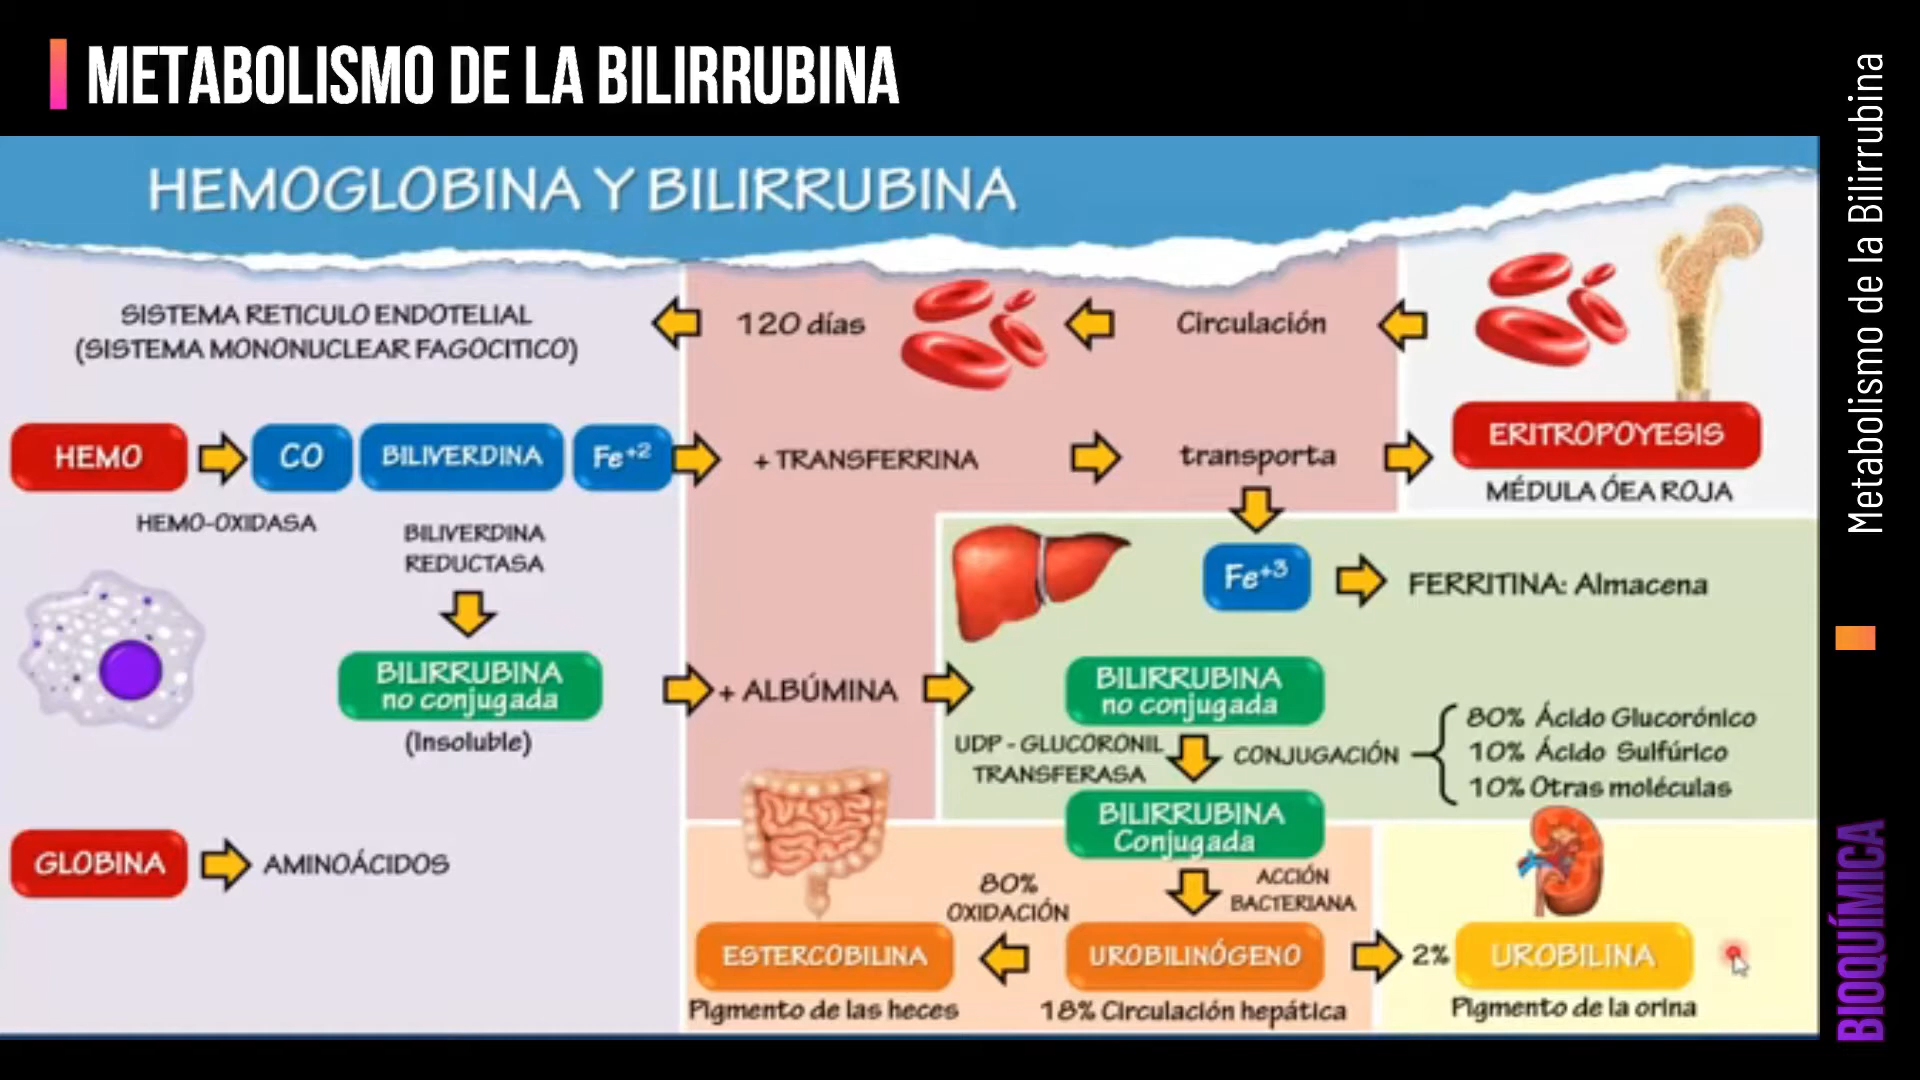 METABOLISMO DE LA BILIRRUBINA
HEMOGLOBINA Y BILIRRUBINA
SISTEMA RETICULO ENDOTELIAL
(SISTEMA MONONUCLEAR FAGOCITICO)
120 días
Circulación
HEMO
CO
BILIVERDINA
Fe+2
+ TRANSFERRINA
transporta
ERITROPOYESIS
MÉDULA ÓEA ROJA
HEMO-OXIDASA
BILIVERDINA
REDUCTASA
Fe+3
FERRITINA: Almacena
BILIRRUBINA
no conjugada
(Insoluble)
+ ALBÚMINA
BILIRRUBINA
no conjugada
UDP - GLUCORONIL
TRANSFERASA
CONJUGACIÓN
80% Ácido Glucorónico
10% Ácido Sulfúrico
10% Otras moléculas
BILIRRUBINA
Conjugada
GLOBINA
AMINOÁCIDOS
80%
OXIDACIÓN
ACCIÓN
BACTERIANA
ESTERCOBILINA
UROBILINÓGENO
2%
UROBILINA
Pigmento de las heces
18% Circulación hepática
Pigmento de la orina
Metabolismo de la Bilirrubina
BIOQUÍMICA